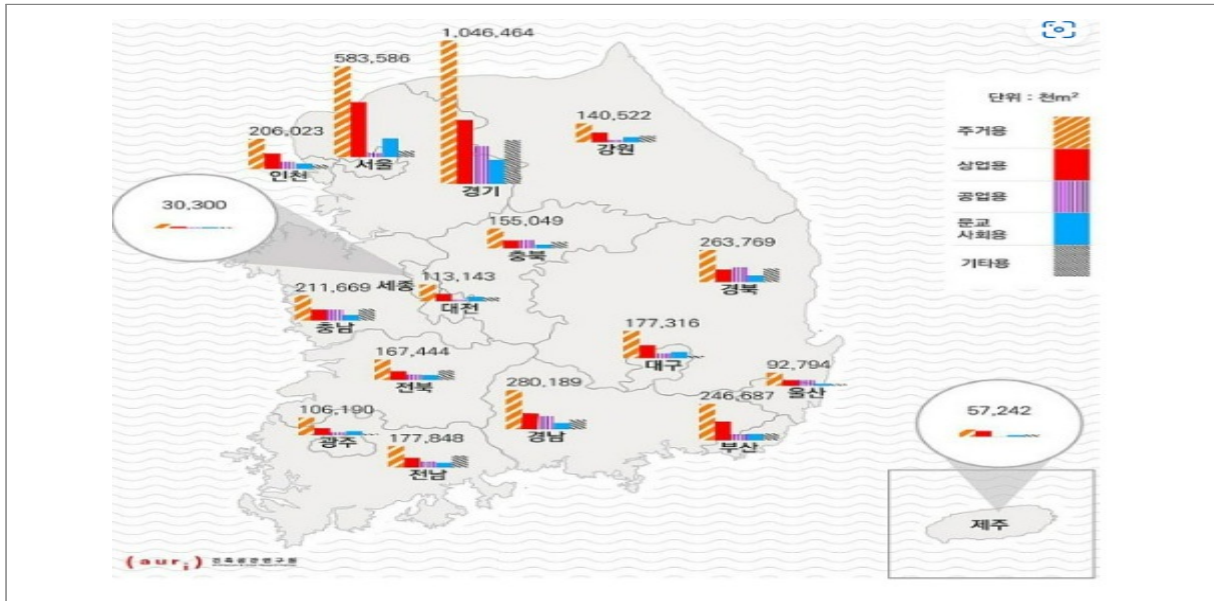 1,046,464
583,586
140,522
206,023
강원
서울
인천
경기
단위 : 천m²
주거용
상업용
공업용
문교
사회용
기타용
30,300
155,049
충북
263,769
경북
세종
113,143
대전
211,669
충남
177,316
대구
167,444
전북
92,794
울산
280,189
경남
246,687
부산
57,242
106,190
광주
177,848
전남
제주
(auri) 건축공간연구원